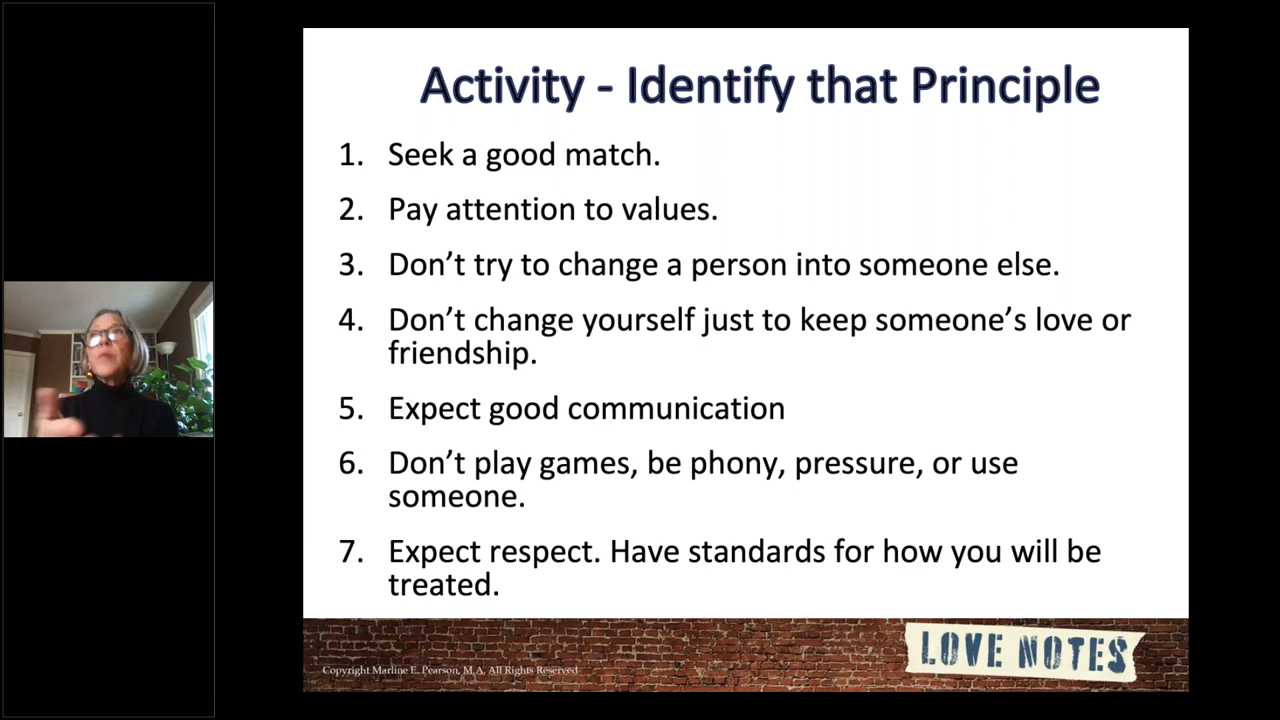 Activity - Identify that Principle
1. Seek a good match.
2. Pay attention to values.
3. Don’t try to change a person into someone else.
4. Don’t change yourself just to keep someone’s love or
friendship.
5. Expect good communication
6. Don’t play games, be phony, pressure, or use
someone.
7. Expect respect. Have standards for how you will be
treated.
LOVE NOTES
Copyright Marline E. Pearson, M.A. All Rights Reserved